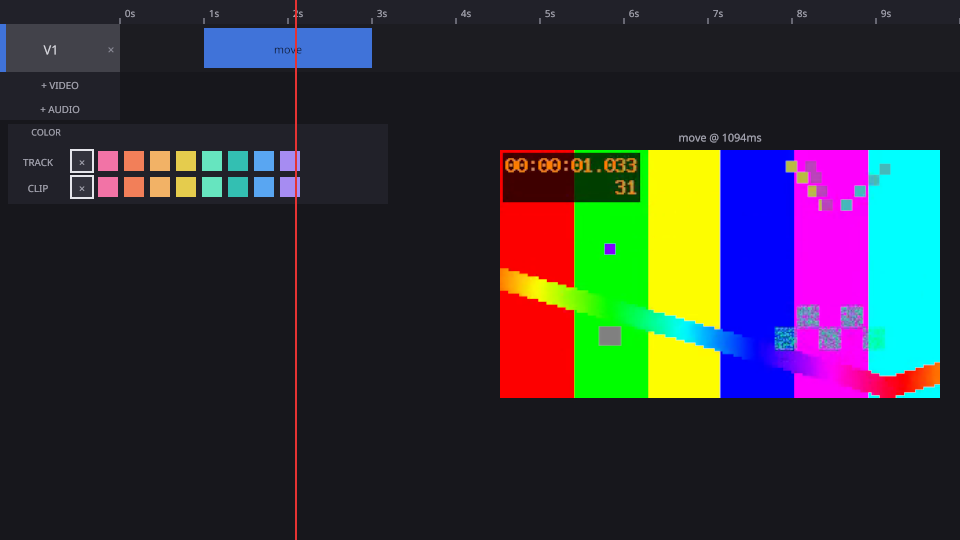 0s 1s 2s 3s 4s 5s 6s 7s 8s 9s
V1 × move
+ VIDEO
+ AUDIO
COLOR
TRACK ×
CLIP ×
move @ 1094ms
00:00:01.033
31